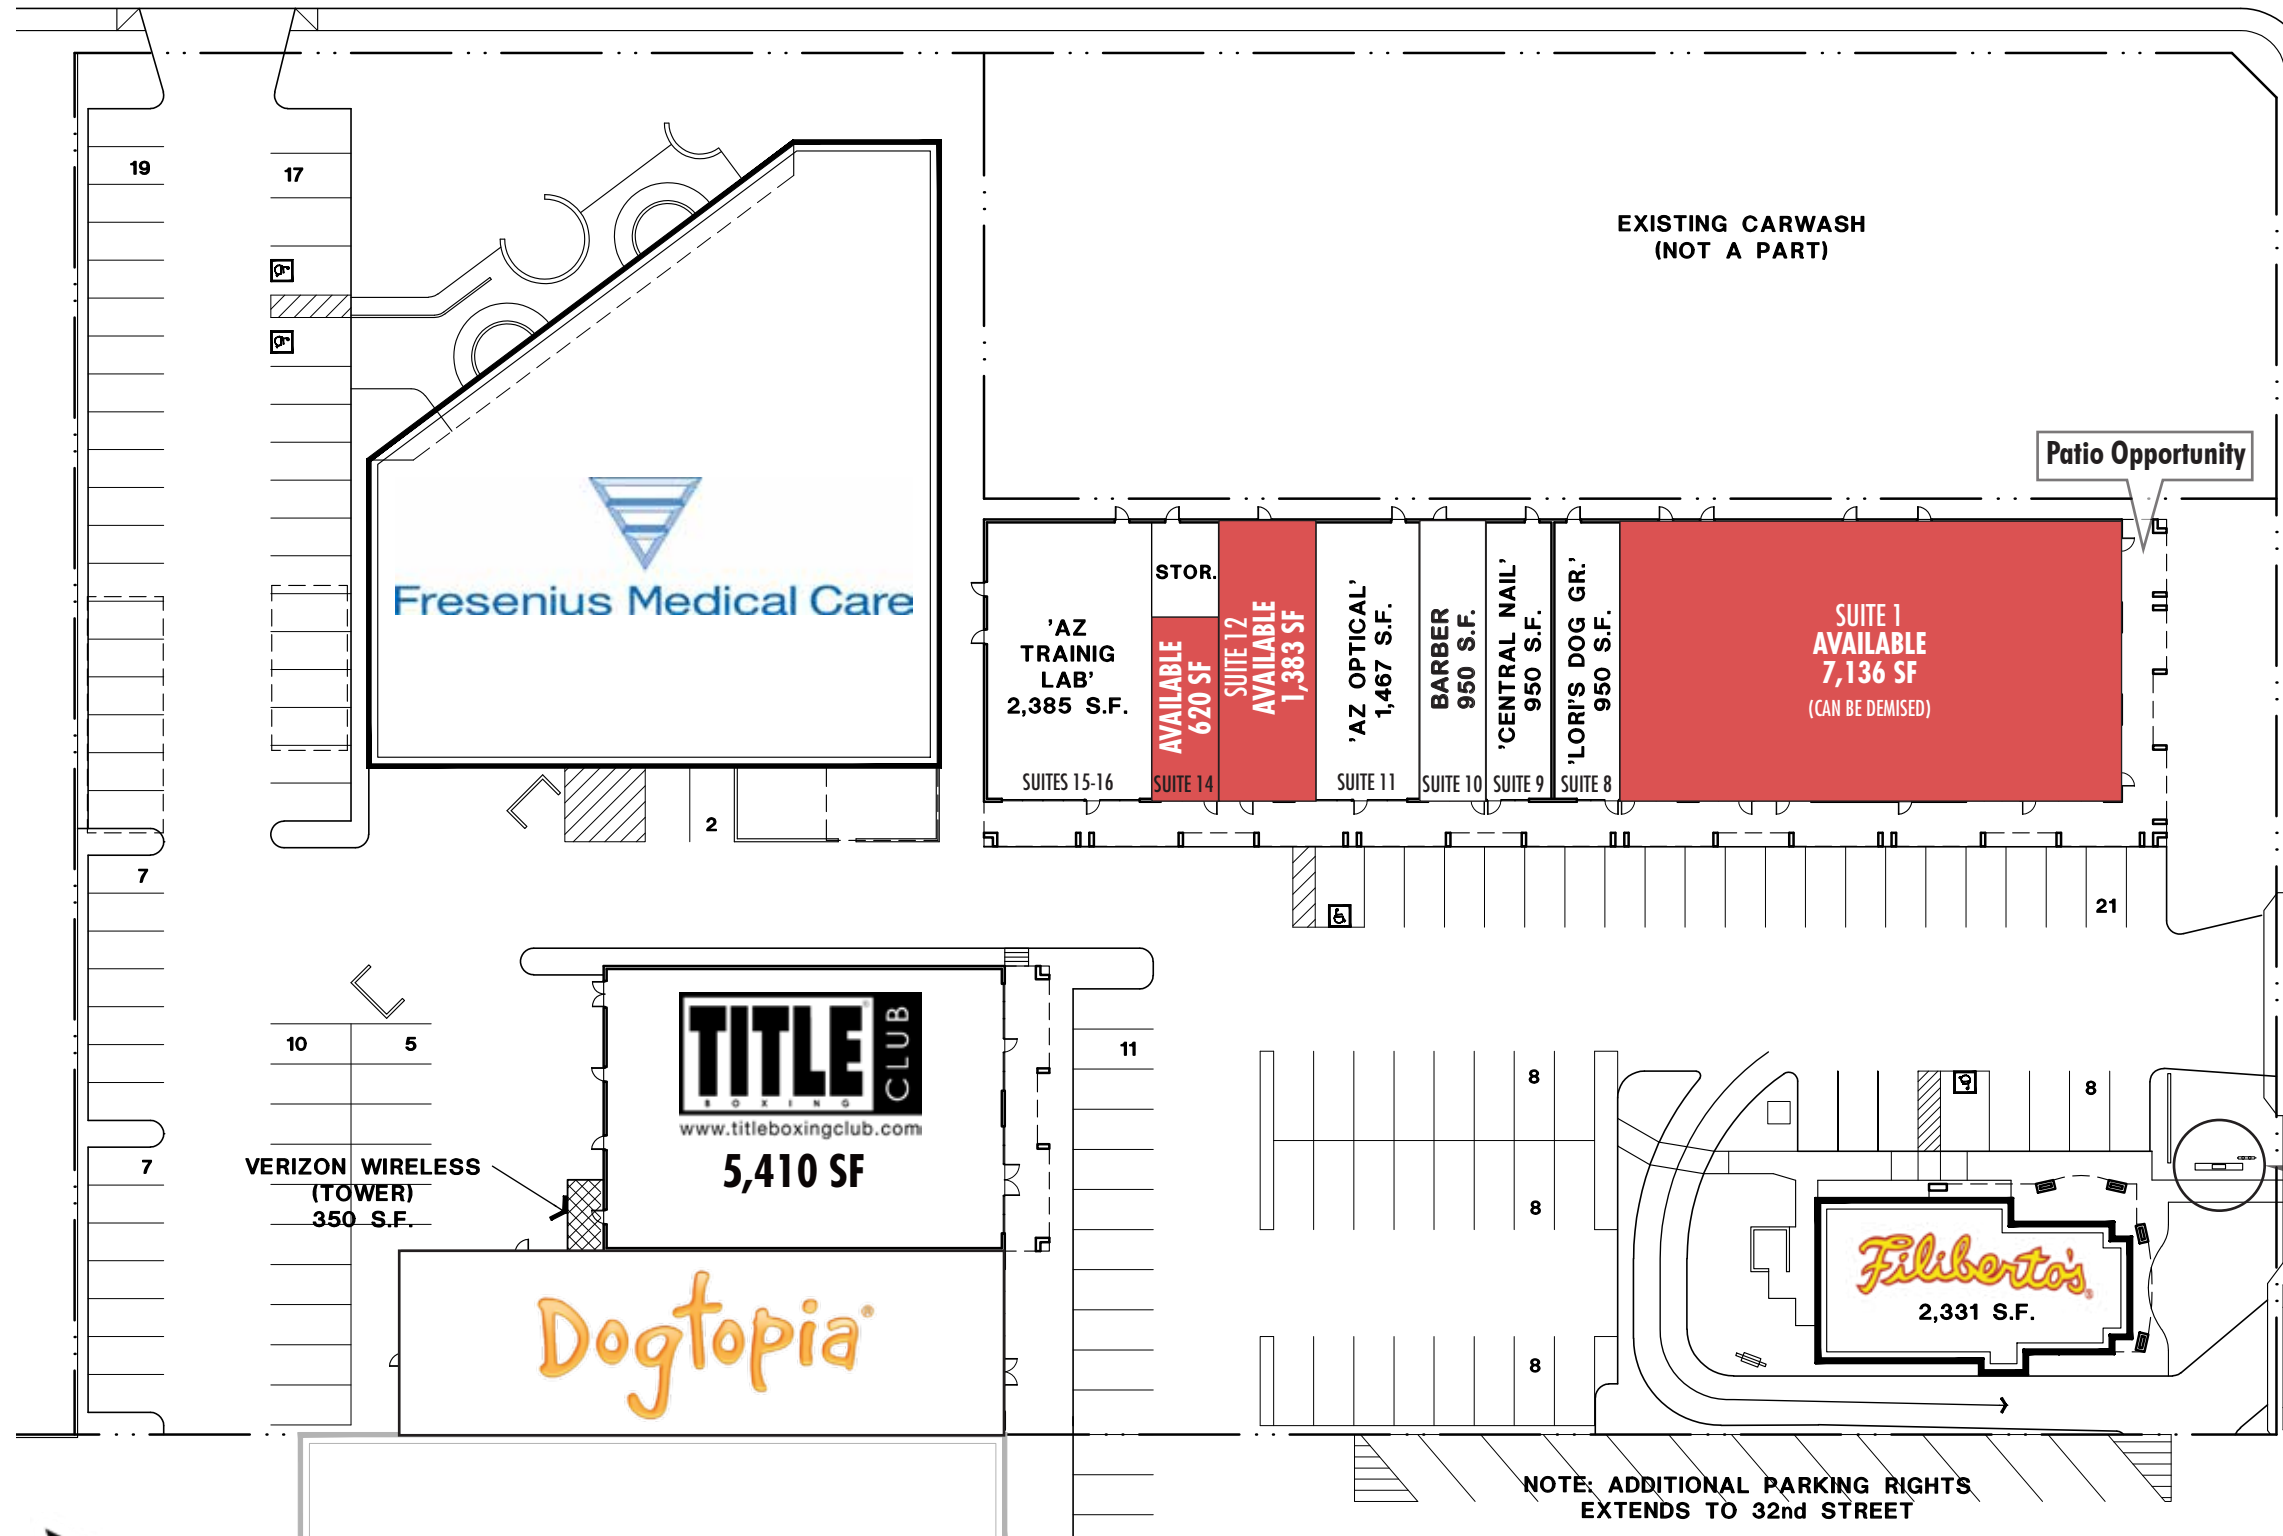 19
17
EXISTING CARWASH
(NOT A PART)
Patio Opportunity
Fresenius Medical Care
'AZ
TRAINIG
LAB'
2,385 S.F.
SUITES 15-16
STOR.
AVAILABLE
620 SF
SUITE 14
SUITE 12
AVAILABLE
1,383 SF
'AZ OPTICAL'
1,467 S.F.
SUITE 11
BARBER
950 S.F.
SUITE 10
'CENTRAL NAIL'
950 S.F.
SUITE 9
'LORI'S DOG GR.'
950 S.F.
SUITE 8
SUITE 1
AVAILABLE
7,136 SF
(CAN BE DEMISED)
2
7
21
10
5
TITLE
BOXING
CLUB
www.titleboxingclub.com
5,410 SF
11
8
8
7
VERIZON WIRELESS
(TOWER)
350 S.F.
8
Dogtopia®
Filiberto's®
2,331 S.F.
8
NOTE: ADDITIONAL PARKING RIGHTS
EXTENDS TO 32nd STREET